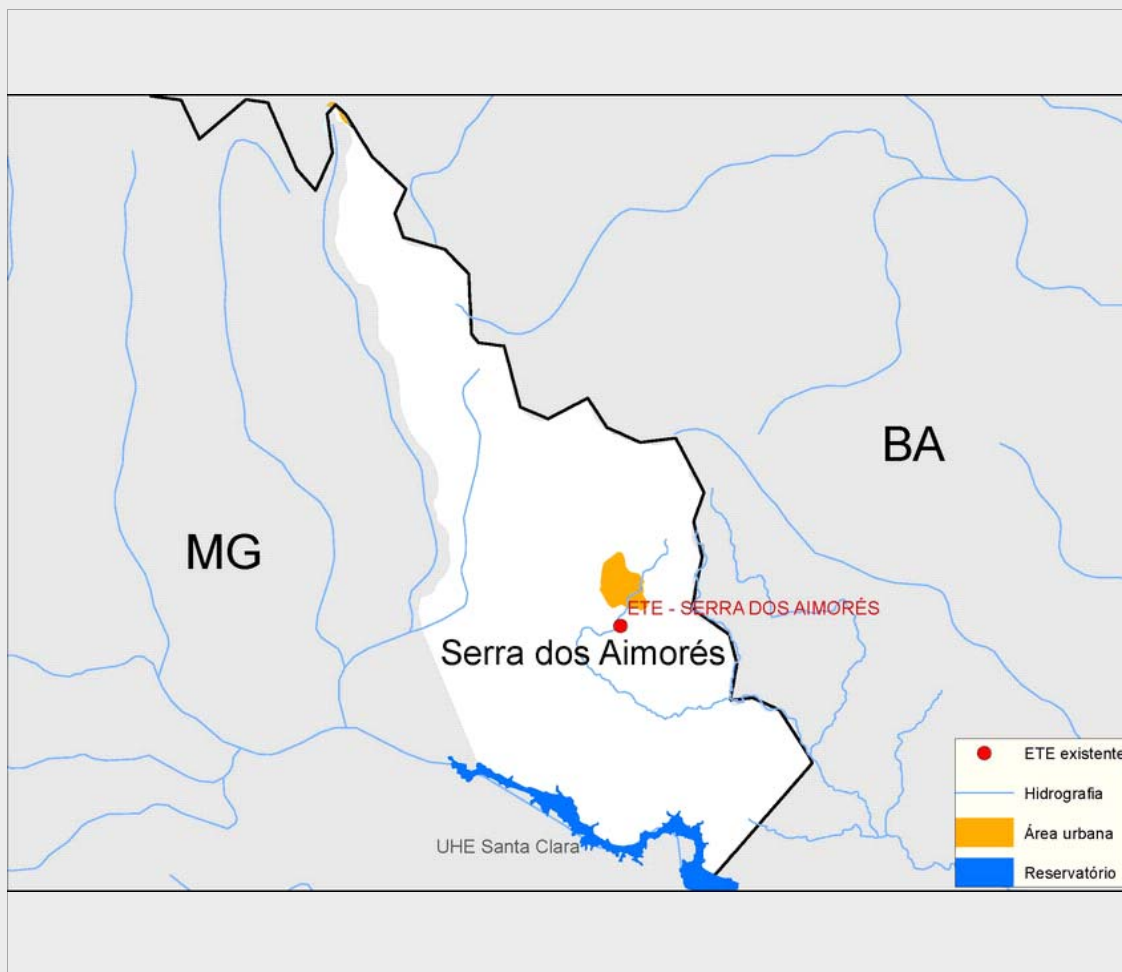 BA
MG
ETE - SERRA DOS AIMORÉS
Serra dos Aimorés
UHE Santa Clara
ETE existente
Hidrografia
Área urbana
Reservatório